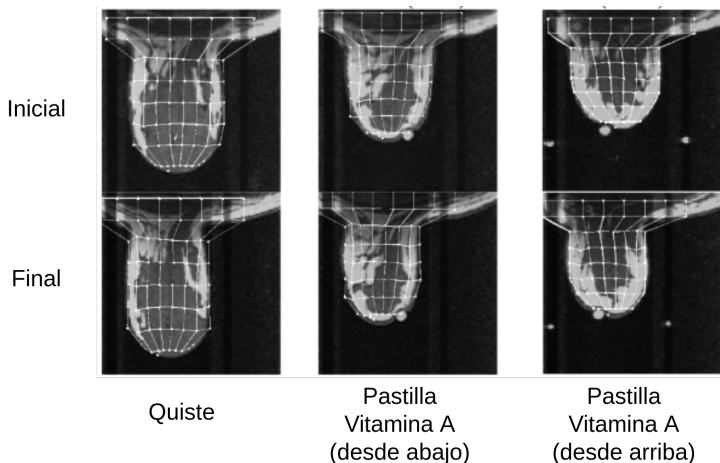 Inicial
Final
Quiste
Pastilla
Vitamina A
(desde abajo)
Pastilla
Vitamina A
(desde arriba)